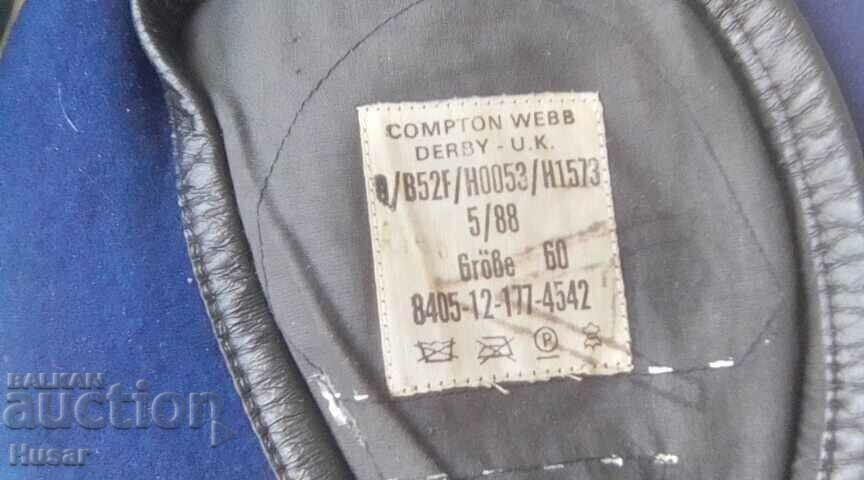 COMPTON WEBB
DERBY - U.K.
/B52F/H0053/H1573
5/88
Größe 60
8405-12-177-4542
P
BALKAN
auction
Husar